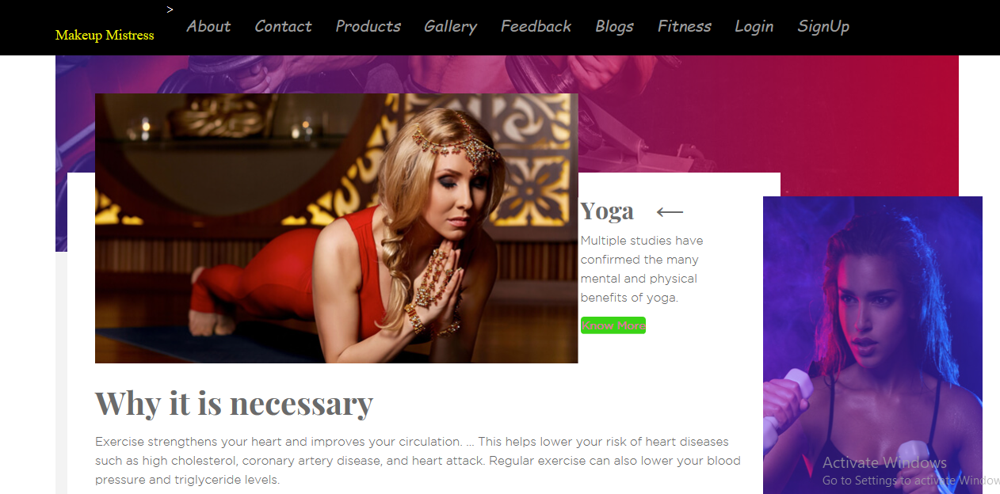 >
Makeup Mistress
About Contact Products Gallery Feedback Blogs Fitness Login SignUp
Yoga ⟵
Multiple studies have
confirmed the many
mental and physical
benefits of yoga.
Know More
Why it is necessary
Exercise strengthens your heart and improves your circulation. ... This helps lower your risk of heart diseases
such as high cholesterol, coronary artery disease, and heart attack. Regular exercise can also lower your blood
pressure and triglyceride levels.
Activate Windows
Go to Settings to activate Window